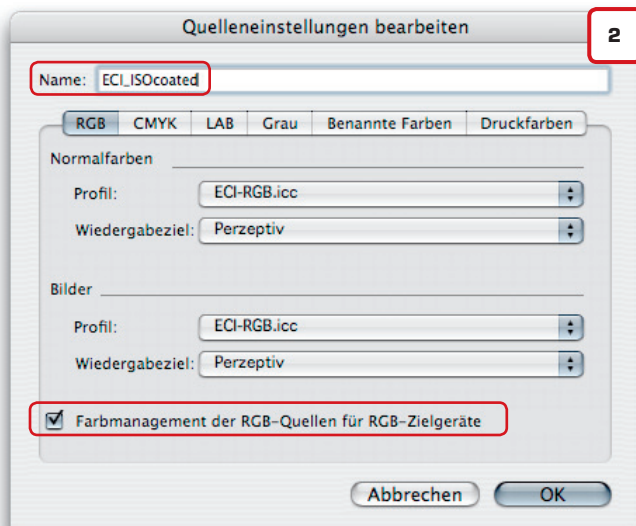 Quelleneinstellungen bearbeiten
2
Name: ECI_ISOcoated
RGB CMYK LAB Grau Benannte Farben Druckfarben
Normalfarben
Profil: ECI-RGB.icc
Wiedergabeziel: Perzeptiv
Bilder
Profil: ECI-RGB.icc
Wiedergabeziel: Perzeptiv
Farbmanagement der RGB-Quellen für RGB-Zielgeräte
Abbrechen OK